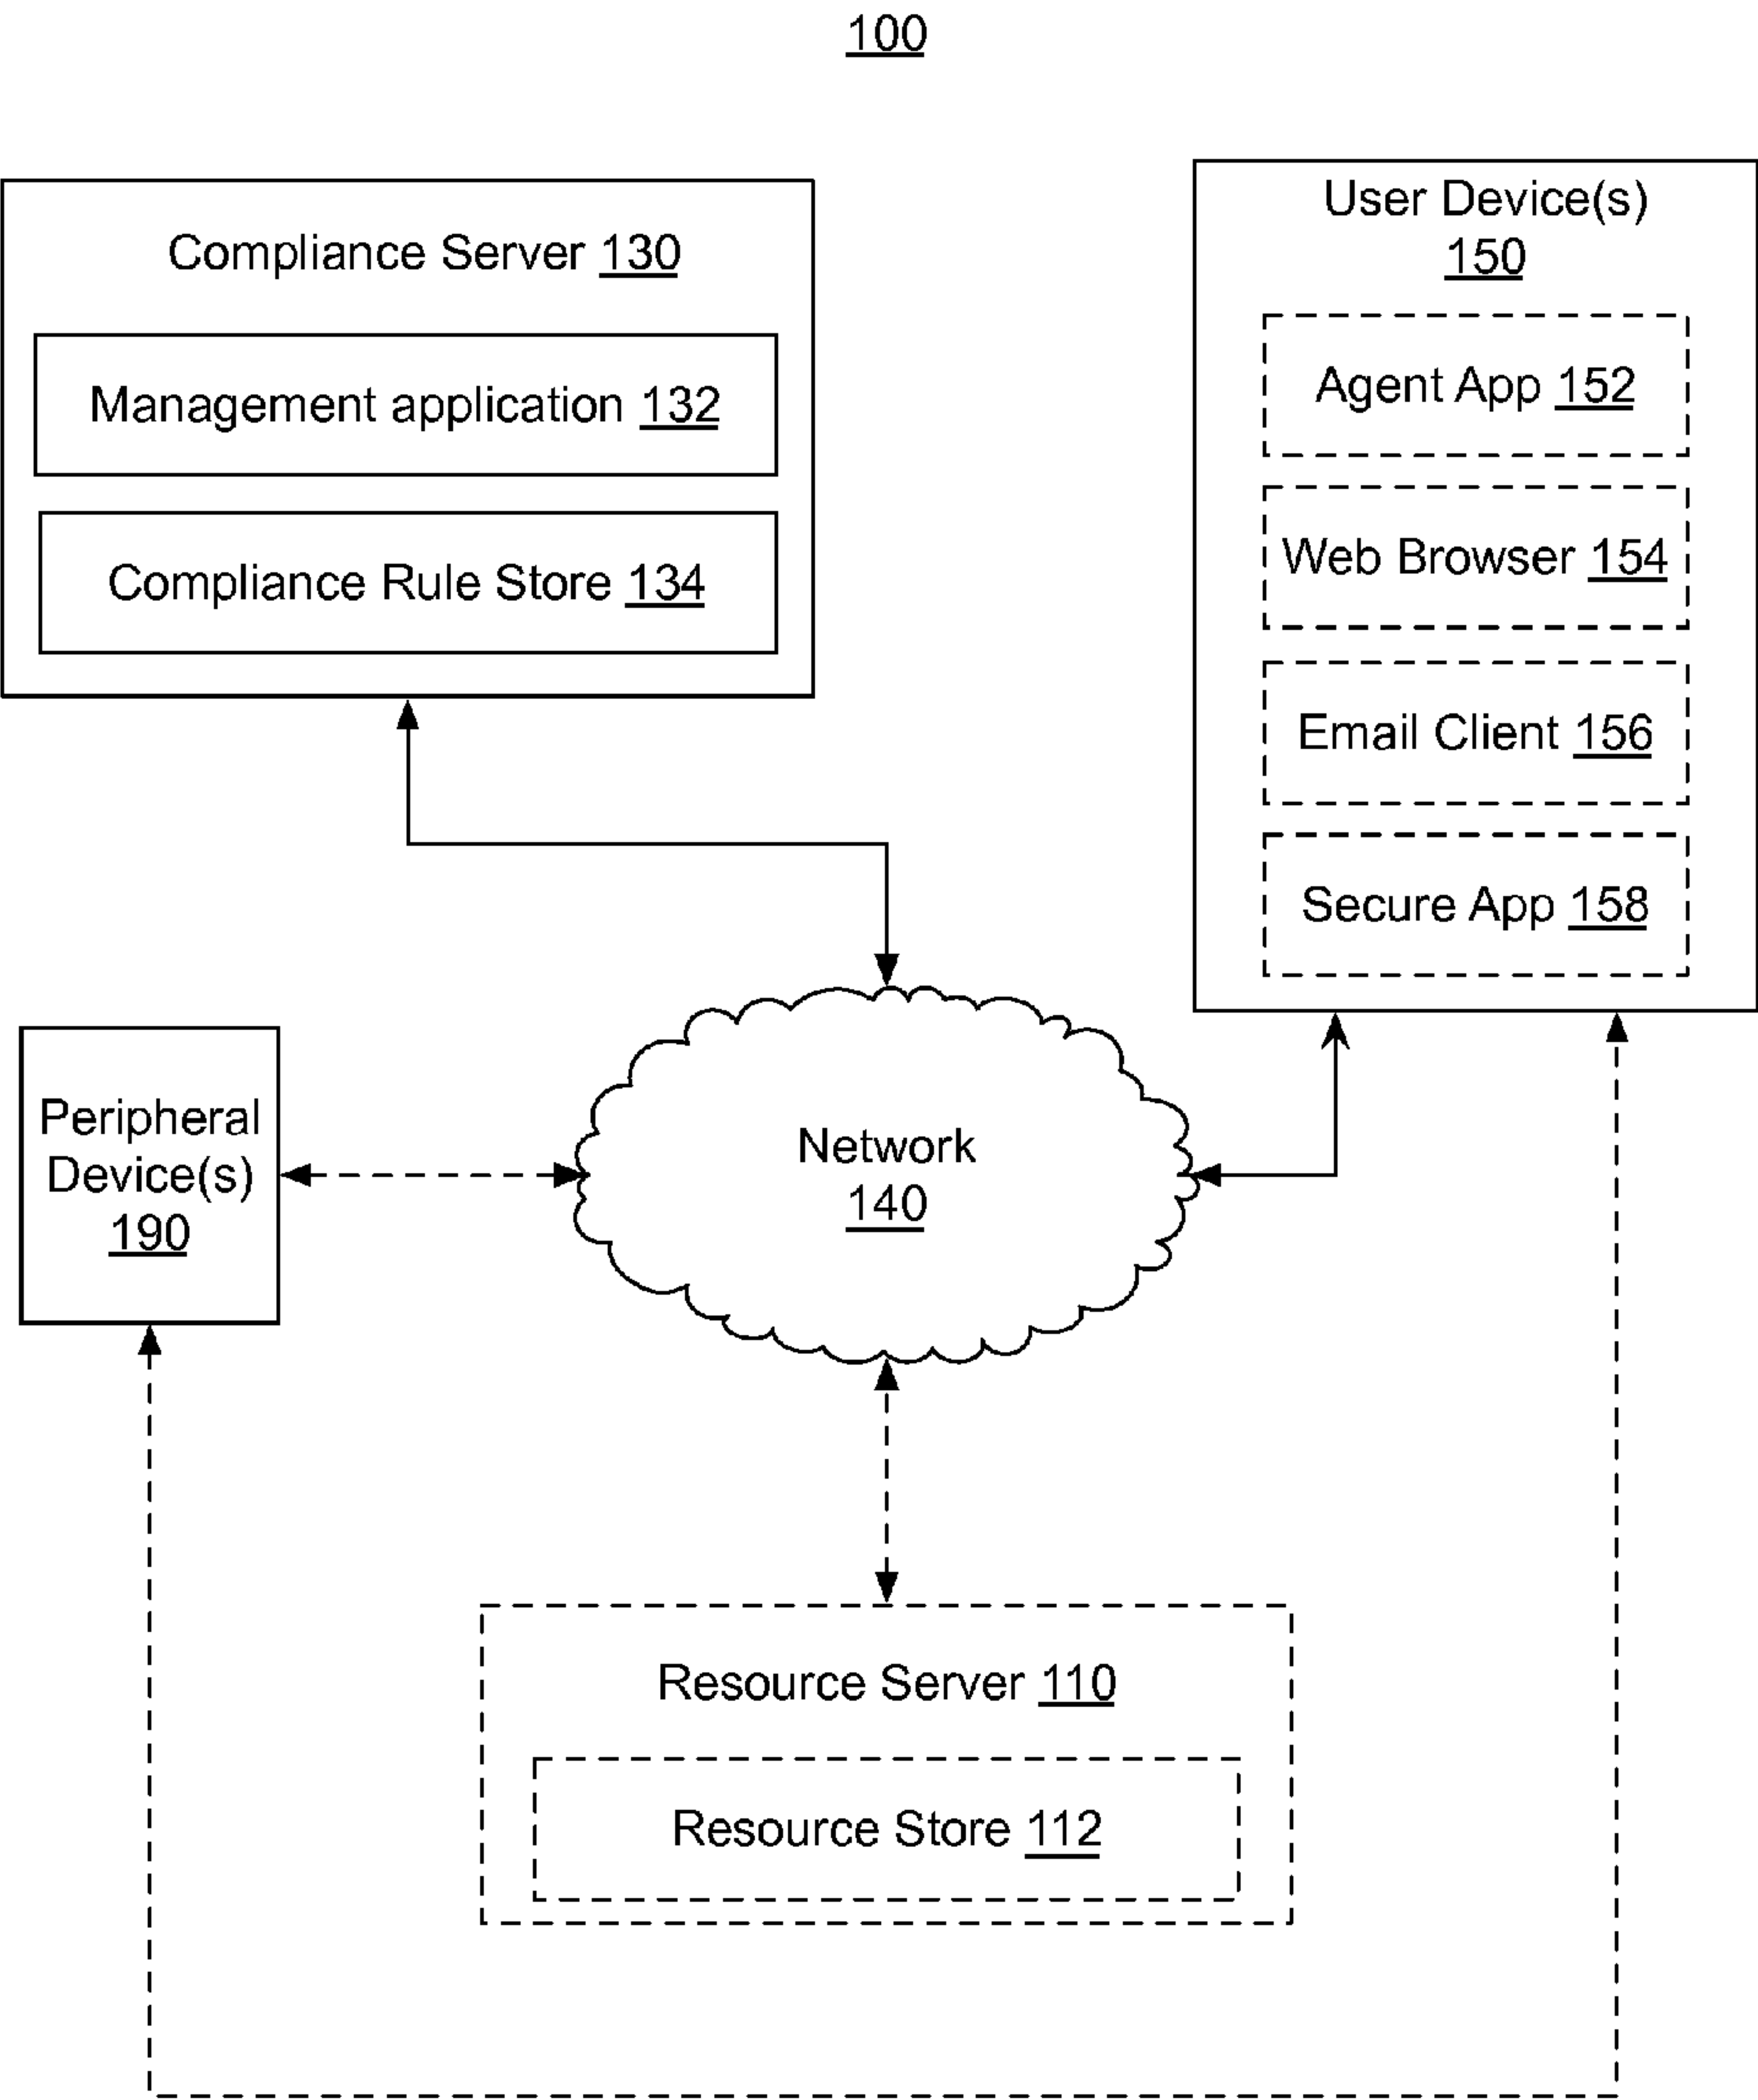 100
Compliance Server 130
Management application 132
Compliance Rule Store 134
User Device(s)
150
Agent App 152
Web Browser 154
Email Client 156
Secure App 158
Peripheral
Device(s)
190
Network
140
Resource Server 110
Resource Store 112